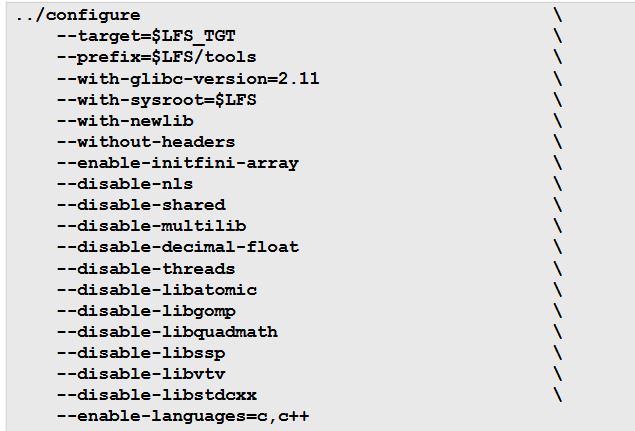 ../configure \
--target=$LFS_TGT \
--prefix=$LFS/tools \
--with-glibc-version=2.11 \
--with-sysroot=$LFS \
--with-newlib \
--without-headers \
--enable-initfini-array \
--disable-nls \
--disable-shared \
--disable-multilib \
--disable-decimal-float \
--disable-threads \
--disable-libatomic \
--disable-libgomp \
--disable-libquadmath \
--disable-libssp \
--disable-libvtv \
--disable-libstdcxx \
--enable-languages=c,c++